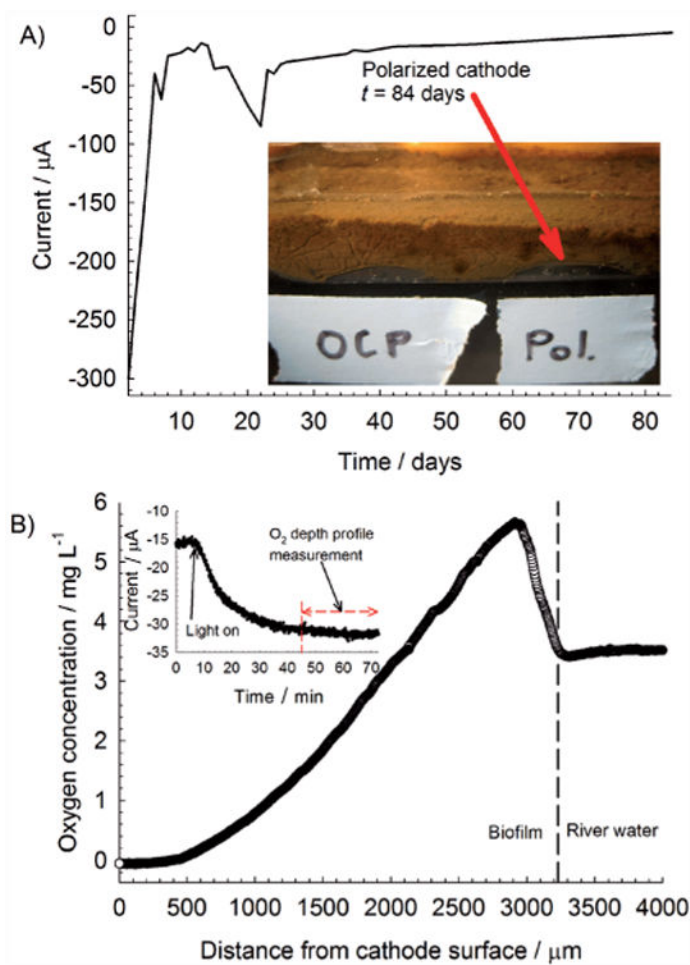 A)
0
-50
-100
-150
-200
-250
-300
Current / μA
Polarized cathode
t = 84 days
OCP
Pol.
10 20 30 40 50 60 70 80
Time / days
B)
6
5
4
3
2
1
0
Oxygen concentration / mg L⁻¹
-10
-15
-20
-25
-30
-35
Current / μA
O₂ depth profile
measurement
Light on
0 10 20 30 40 50 60 70
Time / min
Biofilm
River water
0 500 1000 1500 2000 2500 3000 3500 4000
Distance from cathode surface / μm